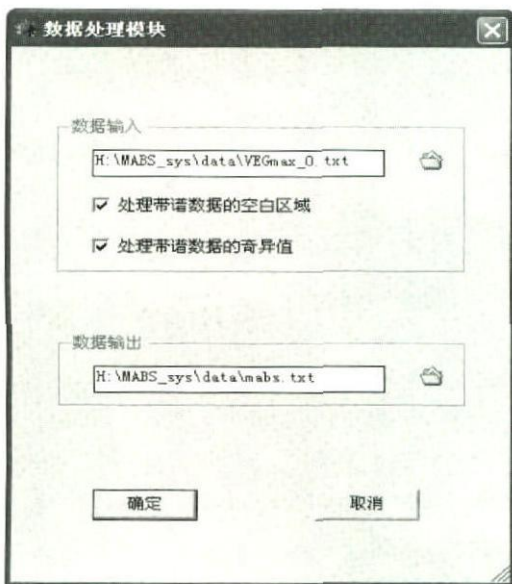 数据处理模块
数据输入
H:\MABS_sys\data\VEGmax_0.txt
处理带谱数据的空白区域
处理带谱数据的奇异值
数据输出
H:\MABS_sys\data\mabs.txt
确定
取消